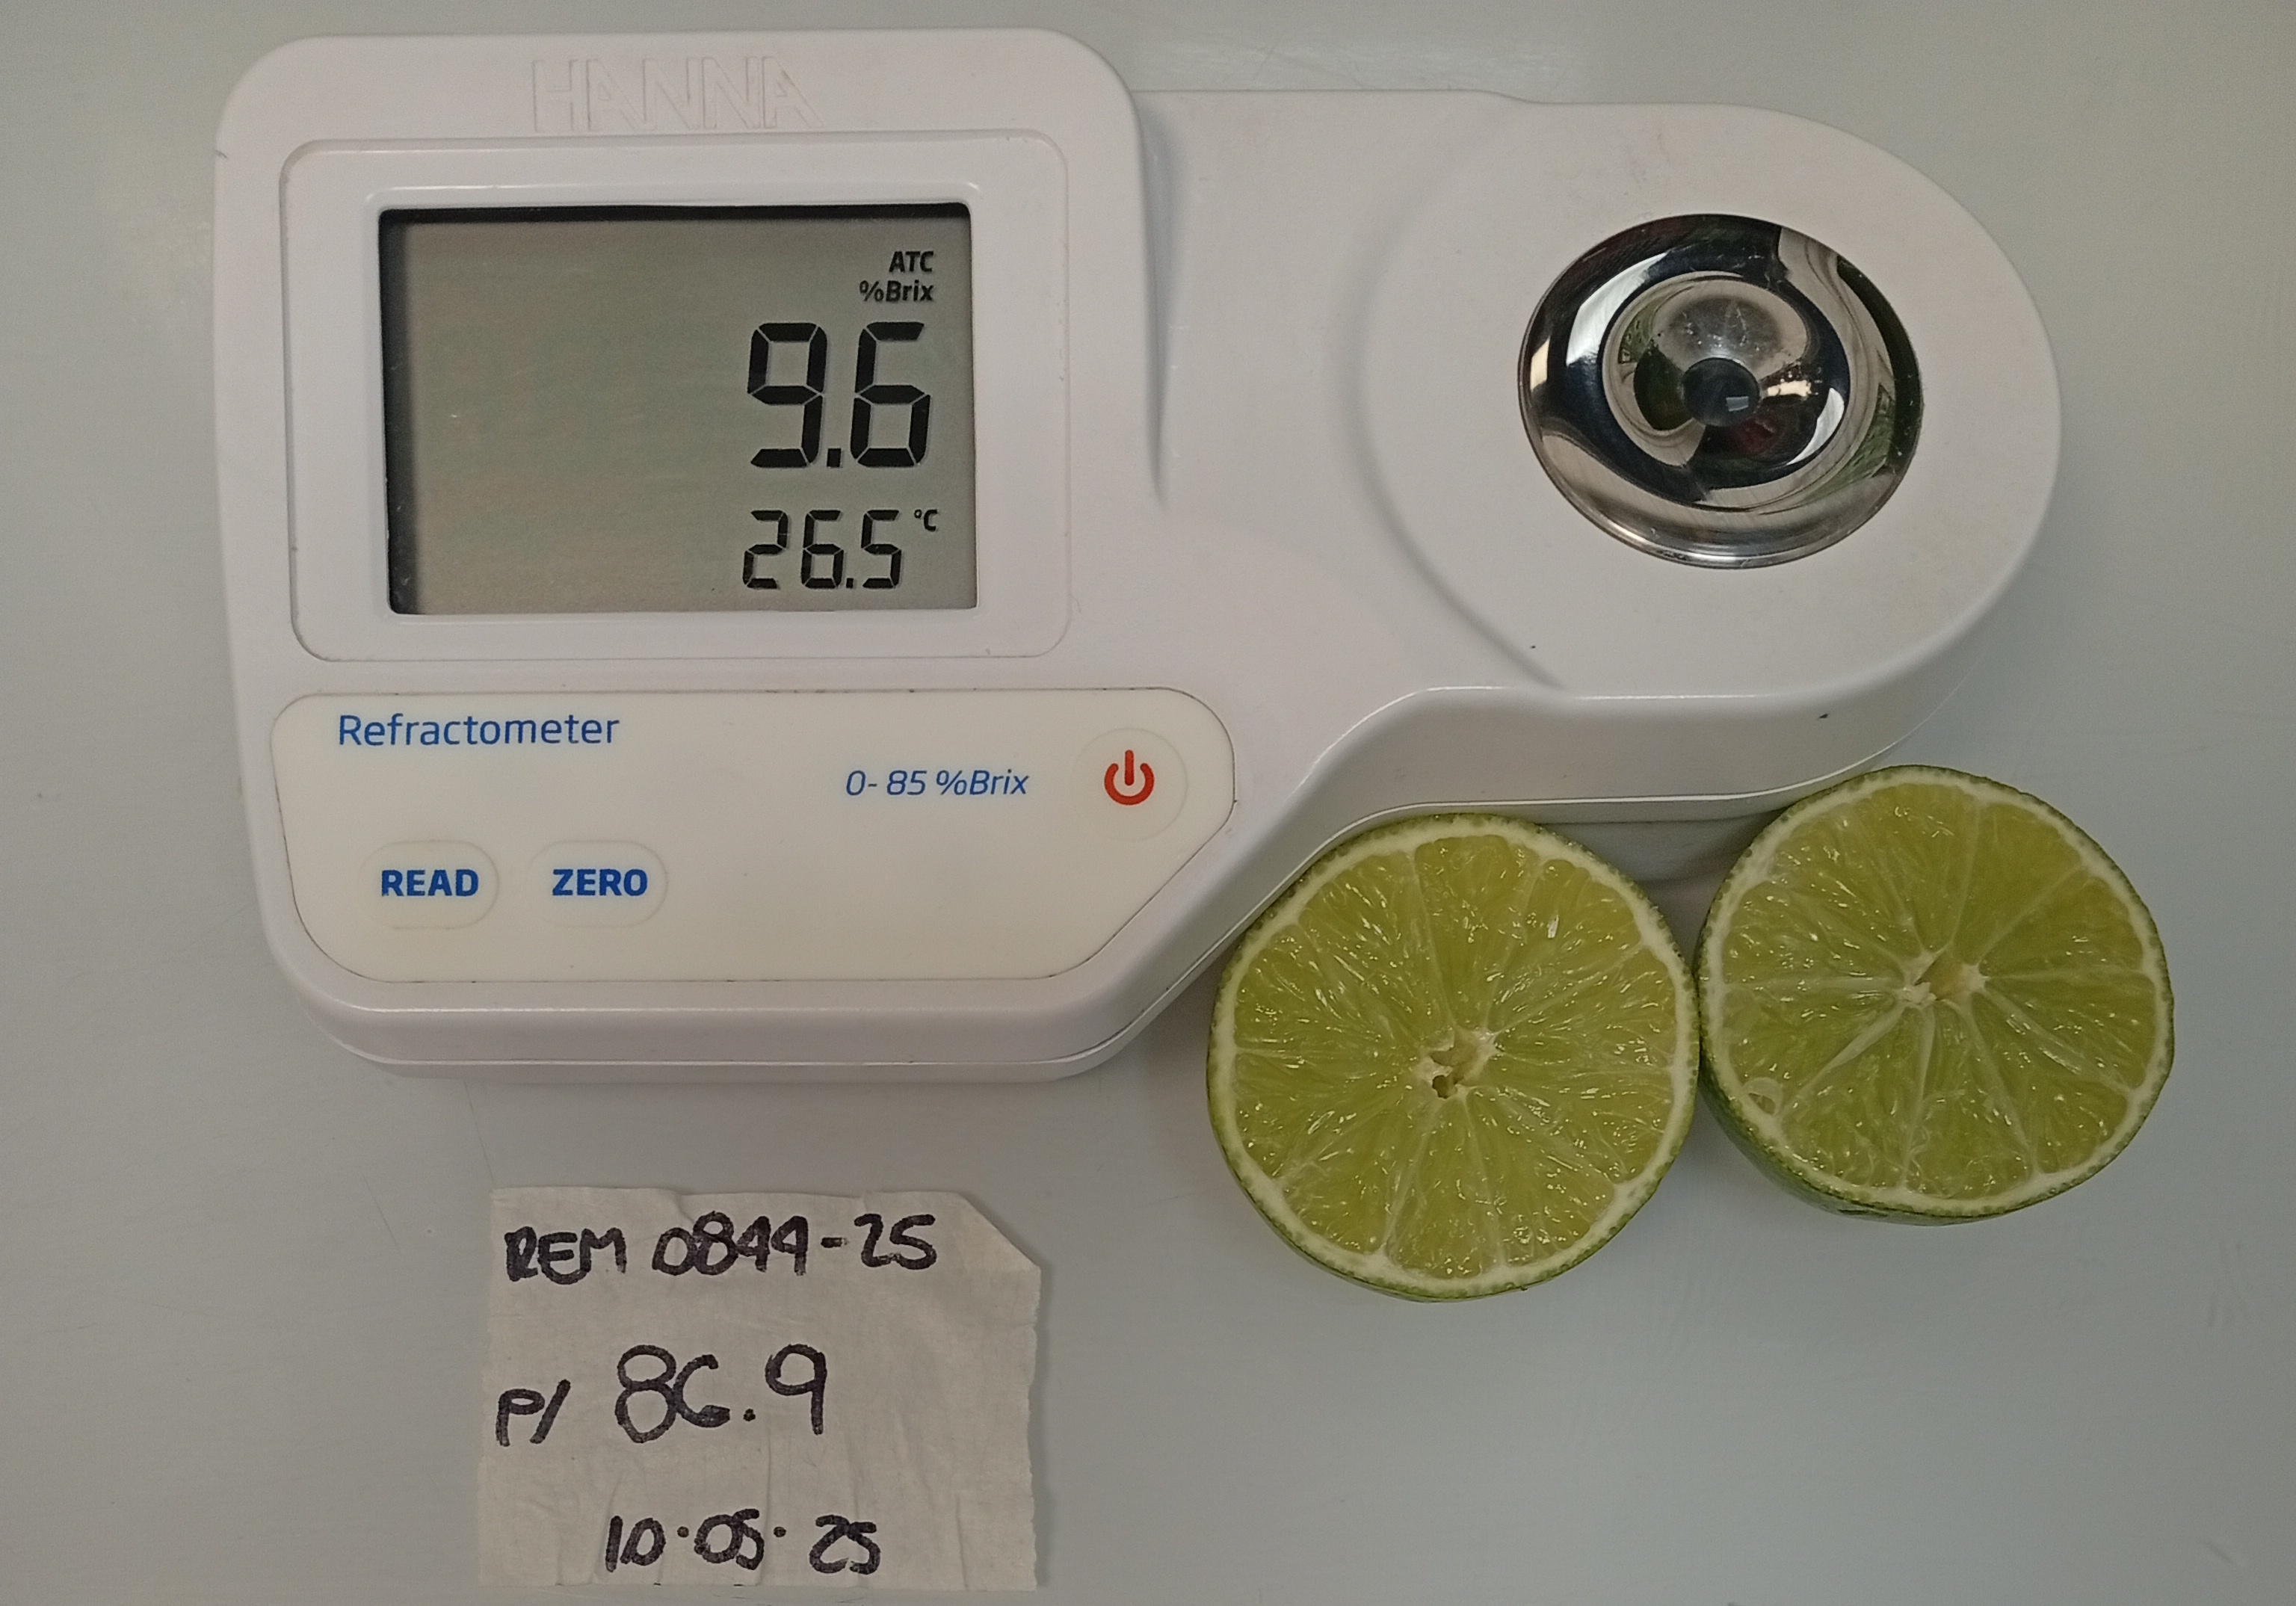 HANNA
ATC
%Brix
9.6
26.5 °C
Refractometer
0- 85 %Brix
READ ZERO
REM 0844-25
P/ 86.9
10·05·25